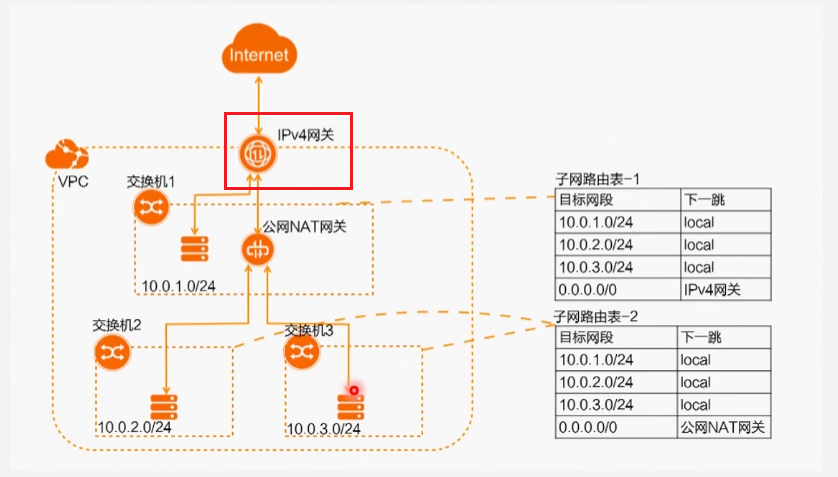 Internet
IPv4网关
VPC
交换机1
公网NAT网关
10.0.1.0/24
交换机2
交换机3
10.0.2.0/24
10.0.3.0/24
子网路由表-1
目标网段 下一跳
10.0.1.0/24 local
10.0.2.0/24 local
10.0.3.0/24 local
0.0.0.0/0 IPv4网关
子网路由表-2
目标网段 下一跳
10.0.1.0/24 local
10.0.2.0/24 local
10.0.3.0/24 local
0.0.0.0/0 公网NAT网关